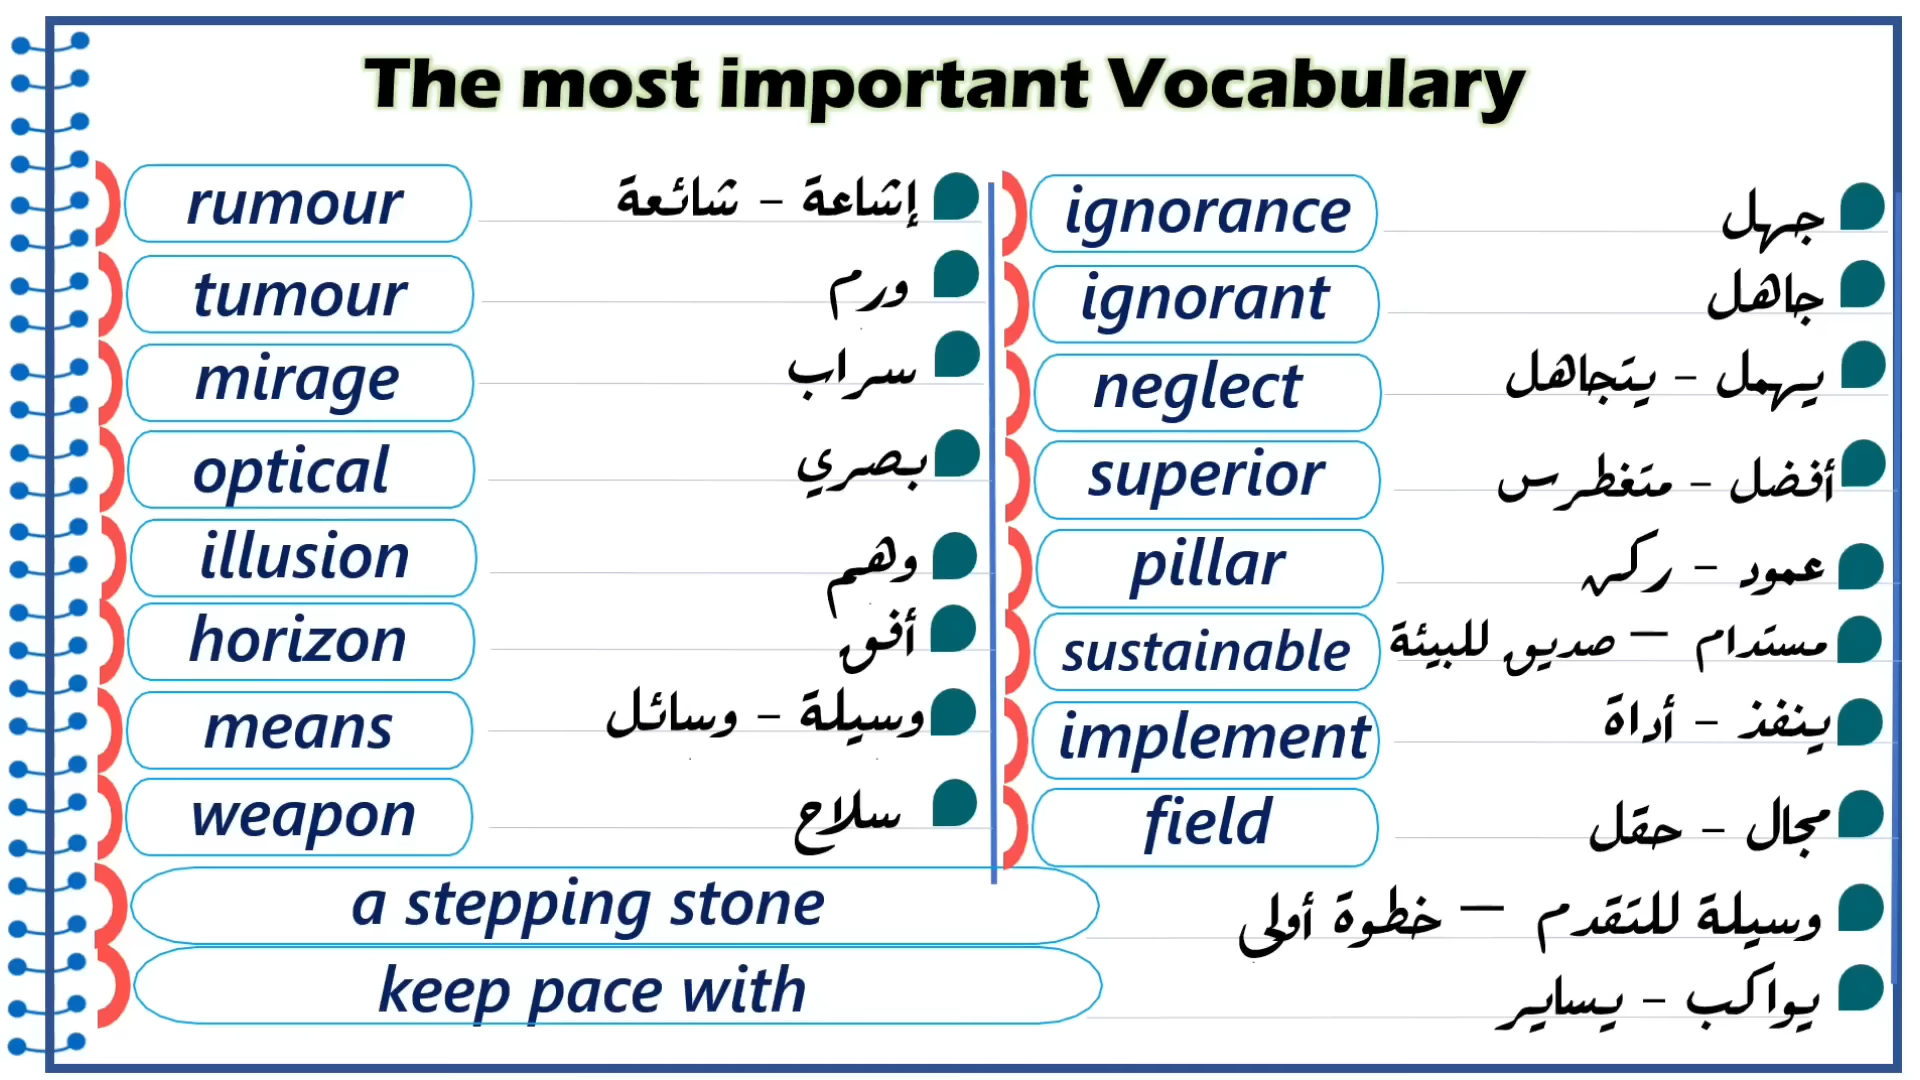 The most important Vocabulary
rumour إشاعة – شائعة
tumour ورم
mirage سراب
optical بصري
illusion وهم
horizon أفق
means وسيلة – وسائل
weapon سلاح
ignorance جهل
ignorant جاهل
neglect يهمل – يتجاهل
superior أفضل – متغطرس
pillar عمود – ركن
sustainable مستدام – صديق للبيئة
implement ينفذ – أداة
field مجال – حقل
a stepping stone وسيلة للتقدم – خطوة أولى
keep pace with يواكب – يساير